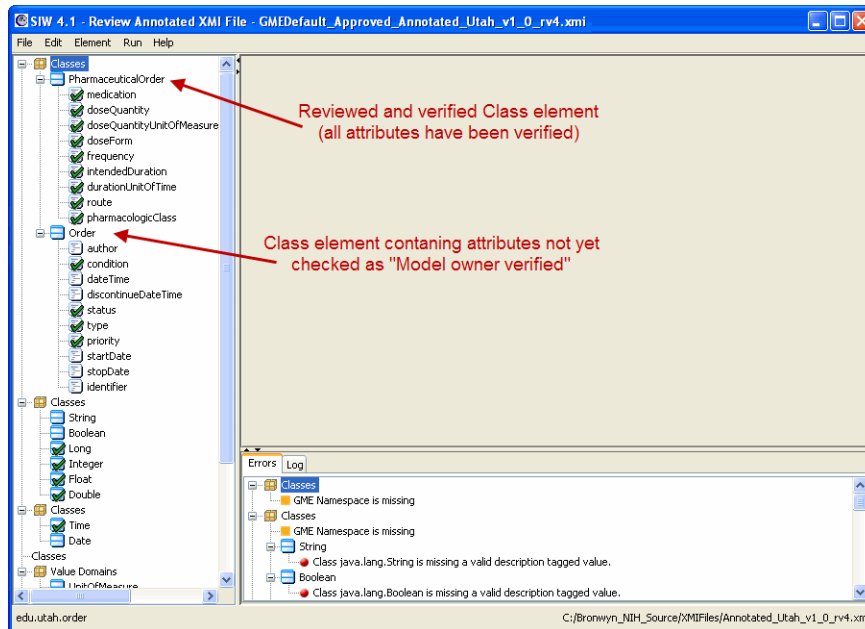 SIW 4.1 - Review Annotated XMI File - GMEDefault_Approved_Annotated_Utah_v1_0_rv4.xmi
File Edit Element Run Help
Classes
PharmaceuticalOrder
medication
doseQuantity
doseQuantityUnitOfMeasure
doseForm
frequency
intendedDuration
durationUnitOfTime
route
pharmacologicClass
Order
author
condition
dateTime
discontinueDateTime
status
type
priority
startDate
stopDate
identifier
Classes
String
Boolean
Long
Integer
Float
Double
Classes
Time
Date
Classes
Value Domains
UnitOfMeasure
Reviewed and verified Class element
(all attributes have been verified)
Class element contaning attributes not yet
checked as "Model owner verified"
Errors Log
Classes
GME Namespace is missing
Classes
GME Namespace is missing
String
Class java.lang.String is missing a valid description tagged value.
Boolean
Class java.lang.Boolean is missing a valid description tagged value.
edu.utah.order
C:/Bronwyn_NIH_Source/XMIFiles/Annotated_Utah_v1_0_rv4.xm